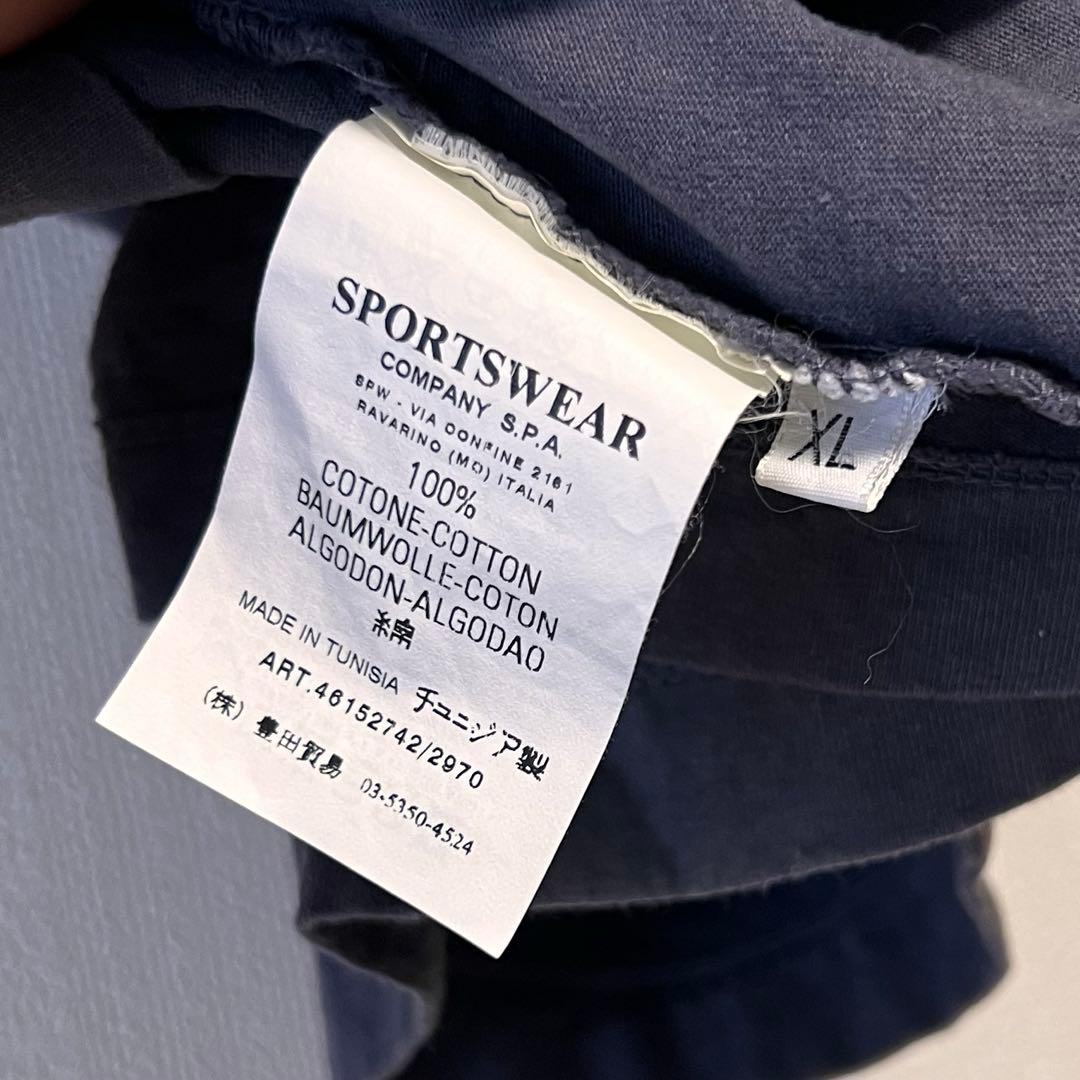 SPORTSWEAR
COMPANY S.P.A.
SPW - VIA CONFINE 2161
RAVARINO (MO) ITALIA
100%
COTONE-COTTON
BAUMWOLLE-COTON
ALGODON-ALGODAO
綿
MADE IN TUNISIA チュニジア製
ART.46152742/2970
(株) 豊田貿易 03-5350-4524
XL